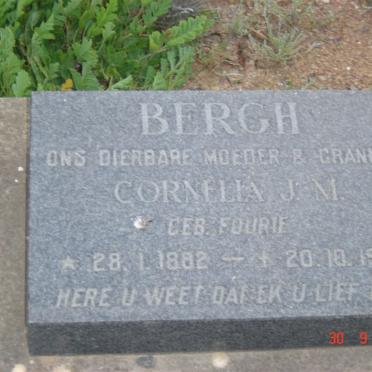 BERGH
ONS DIERBARE MOEDER & GRAN
CORNELIA J. M.
GEB. FOURIE
* 28.1.1882 — + 20.10.19
HERE U WEET DAT EK U LIEF
30 9